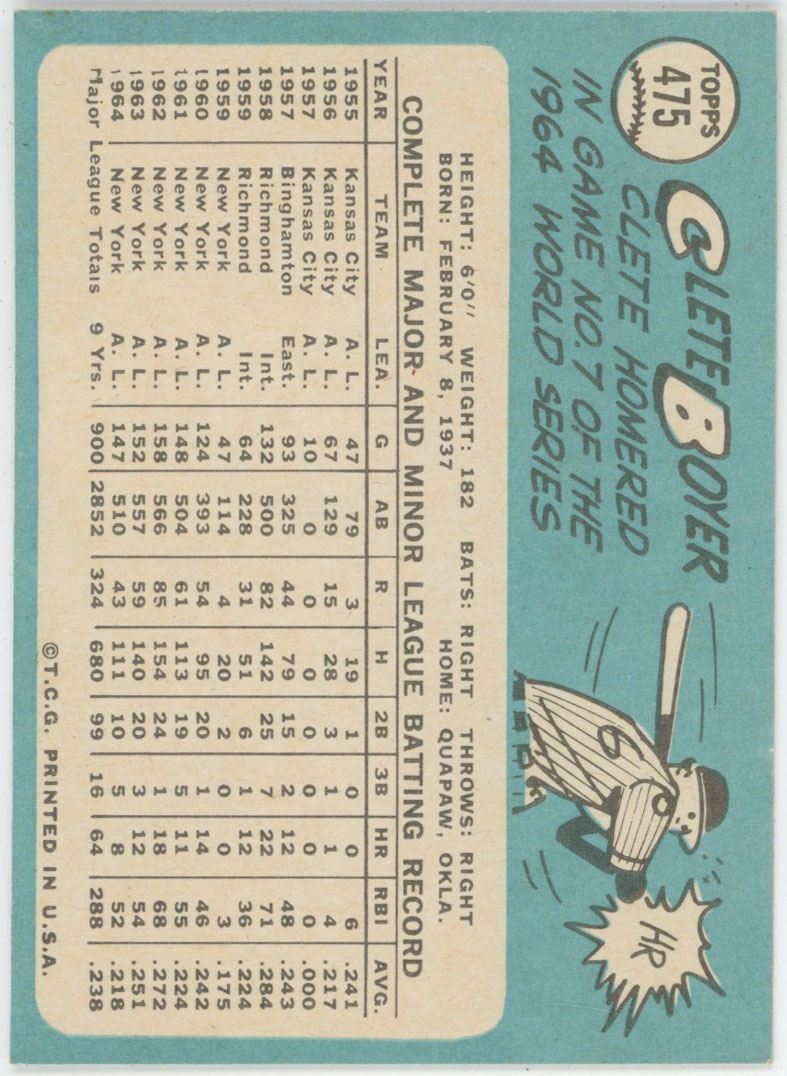 TOPPS
475
CLETE BOYER
CLETE HOMERED
IN GAME NO. 7 OF THE
1964 WORLD SERIES
6
HR
HEIGHT: 6'0" WEIGHT: 182 BATS: RIGHT THROWS: RIGHT
BORN: FEBRUARY 8, 1937 HOME: QUAPAW, OKLA.
COMPLETE MAJOR AND MINOR LEAGUE BATTING RECORD
YEAR TEAM LEA. G AB R H 2B 3B HR RBI AVG.
1955 Kansas City A. L. 47 79 3 19 1 0 0 6 .241
1956 Kansas City A. L. 67 129 15 28 3 1 1 4 .217
1957 Kansas City A. L. 10 0 0 0 0 0 0 0 .000
1957 Binghamton East. 93 325 44 79 15 2 12 48 .243
1958 Richmond Int. 132 500 82 142 25 7 22 71 .284
1959 Richmond Int. 64 228 31 51 6 1 12 36 .224
1959 New York A. L. 47 114 4 20 2 0 0 3 .175
1960 New York A. L. 124 393 54 95 20 1 14 46 .242
1961 New York A. L. 148 504 61 113 19 5 11 55 .224
1962 New York A. L. 158 566 85 154 24 1 18 68 .272
1963 New York A. L. 152 557 59 140 20 3 12 54 .251
1964 New York A. L. 147 510 43 111 10 5 8 52 .218
Major League Totals 9 Yrs. 900 2852 324 680 99 16 64 288 .238
©T.C.G. PRINTED IN U.S.A.